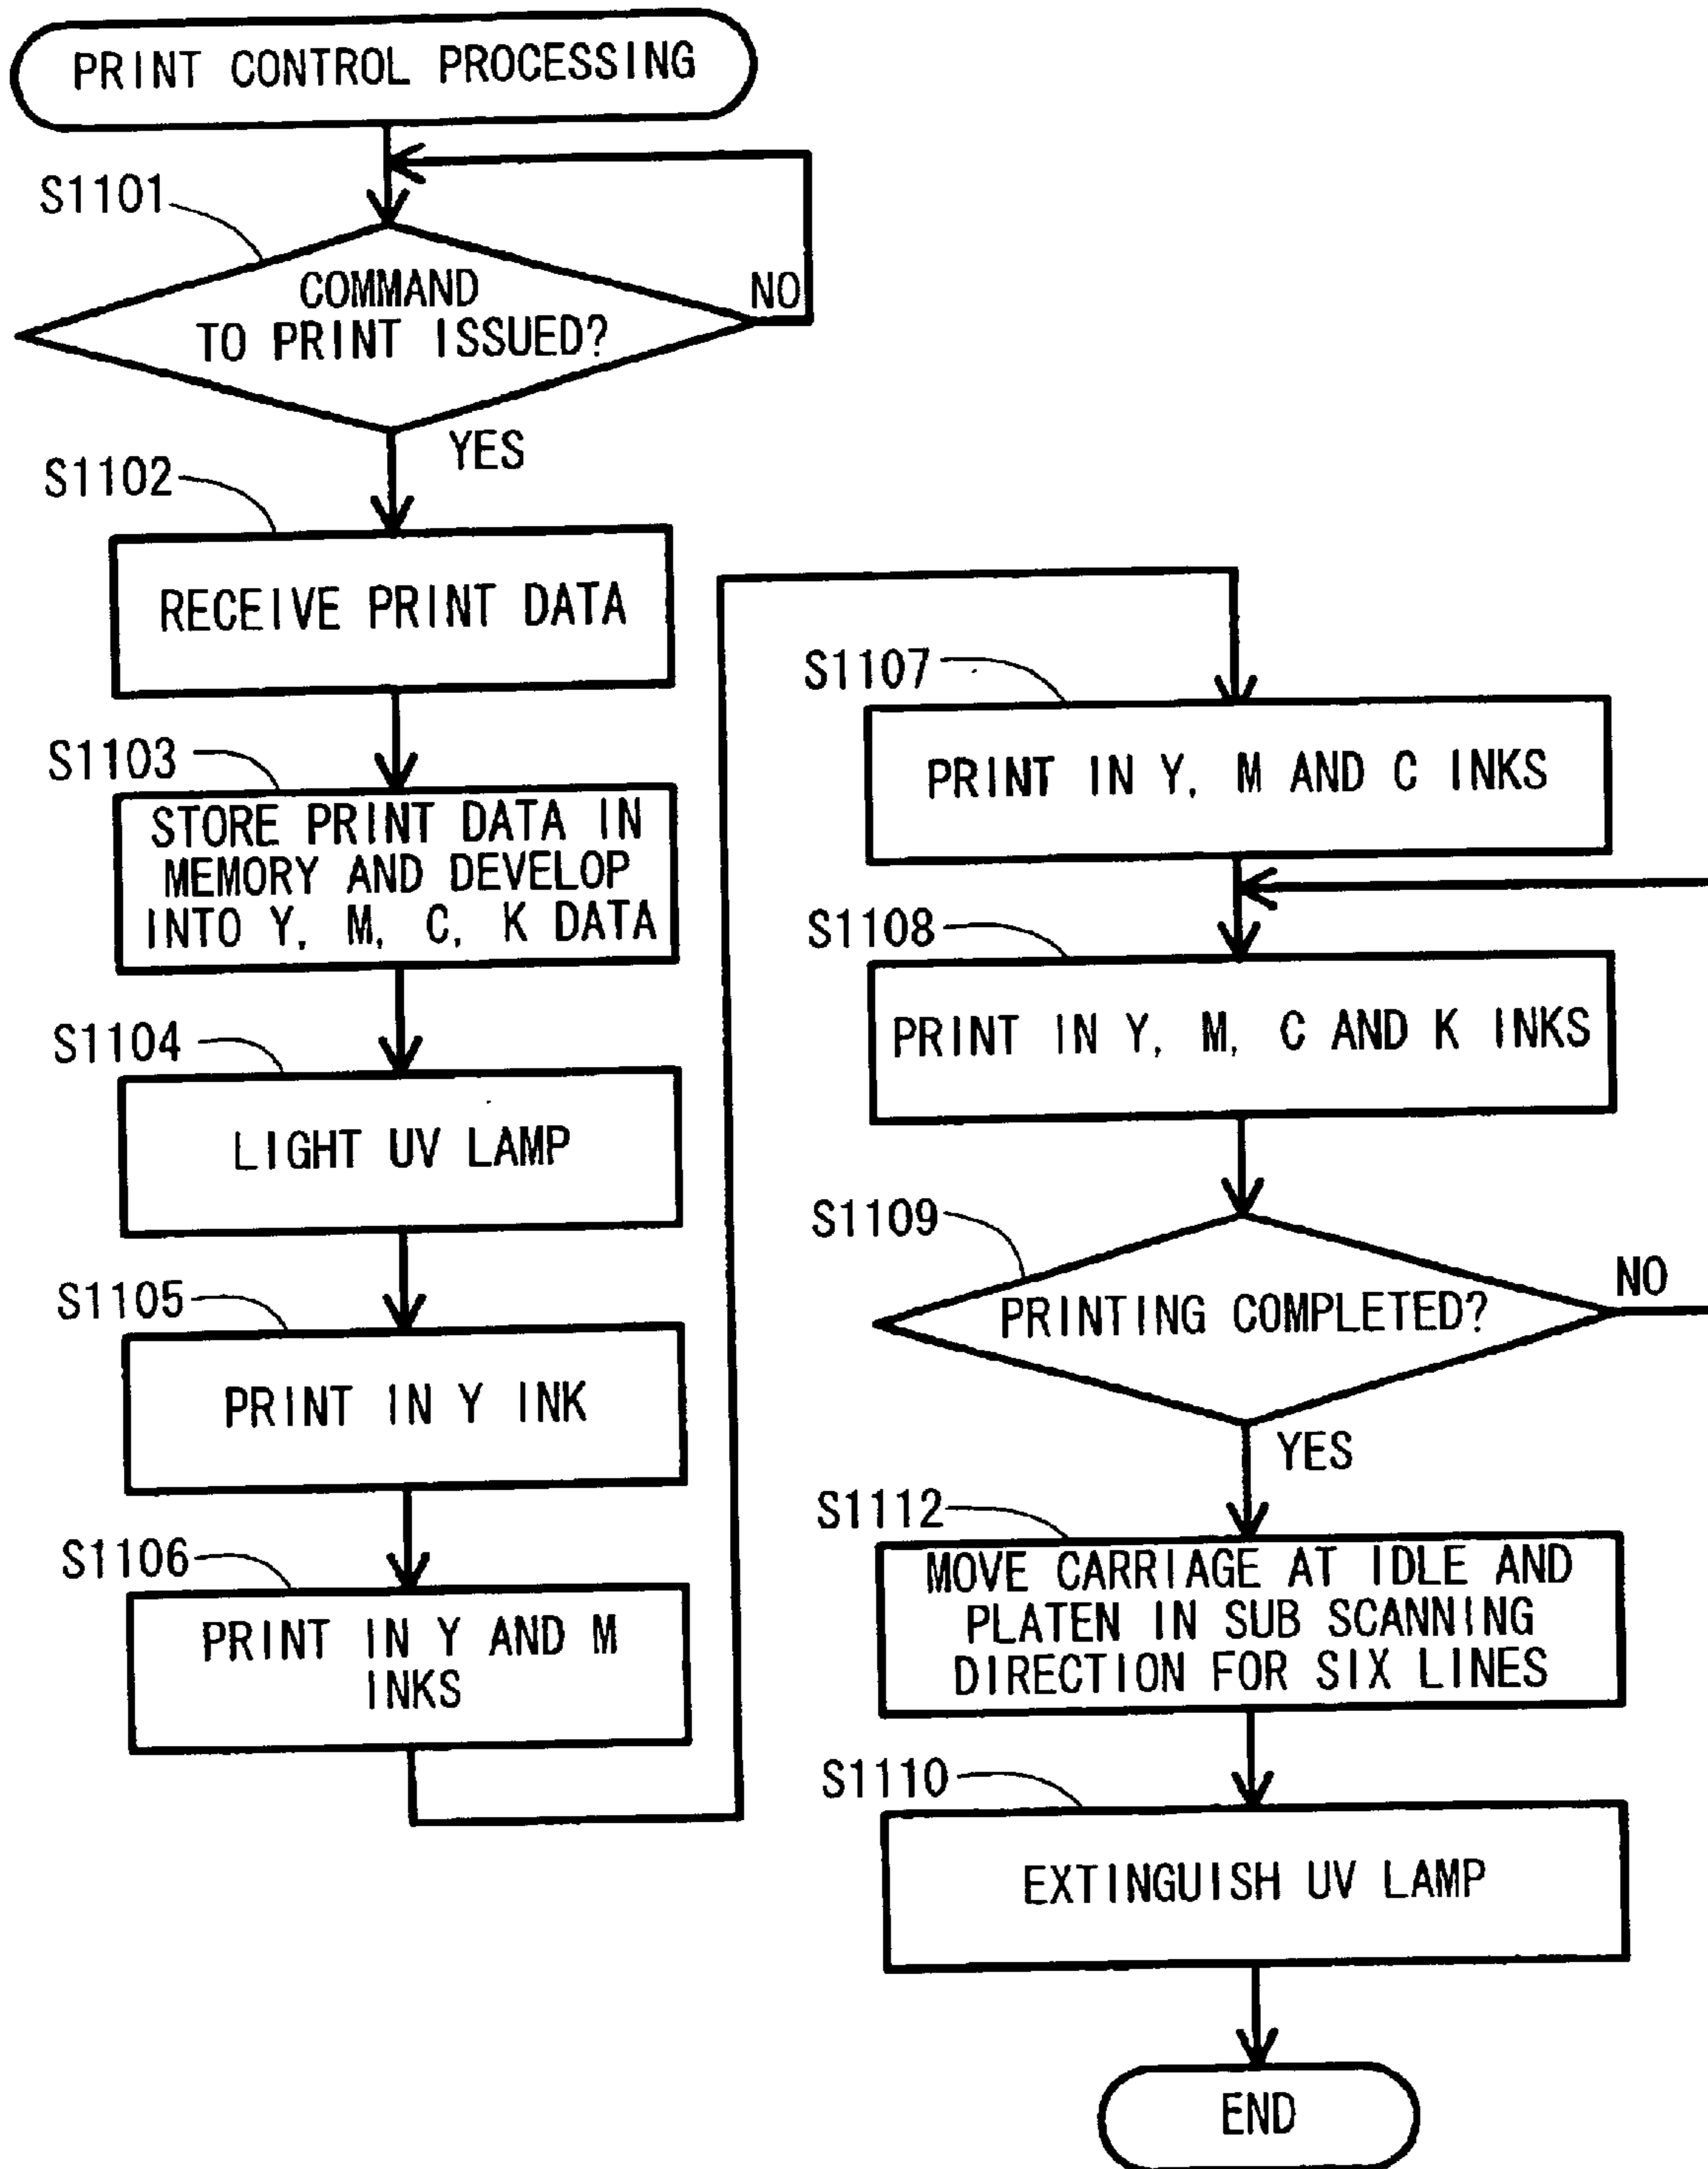 PRINT CONTROL PROCESSING
S1101
COMMAND
TO PRINT ISSUED?
NO
YES
S1102
RECEIVE PRINT DATA
S1103
STORE PRINT DATA IN
MEMORY AND DEVELOP
INTO Y, M, C, K DATA
S1104
LIGHT UV LAMP
S1105
PRINT IN Y INK
S1106
PRINT IN Y AND M
INKS
S1107
PRINT IN Y, M AND C INKS
S1108
PRINT IN Y, M, C AND K INKS
S1109
PRINTING COMPLETED?
NO
YES
S1112
MOVE CARRIAGE AT IDLE AND
PLATEN IN SUB SCANNING
DIRECTION FOR SIX LINES
S1110
EXTINGUISH UV LAMP
END